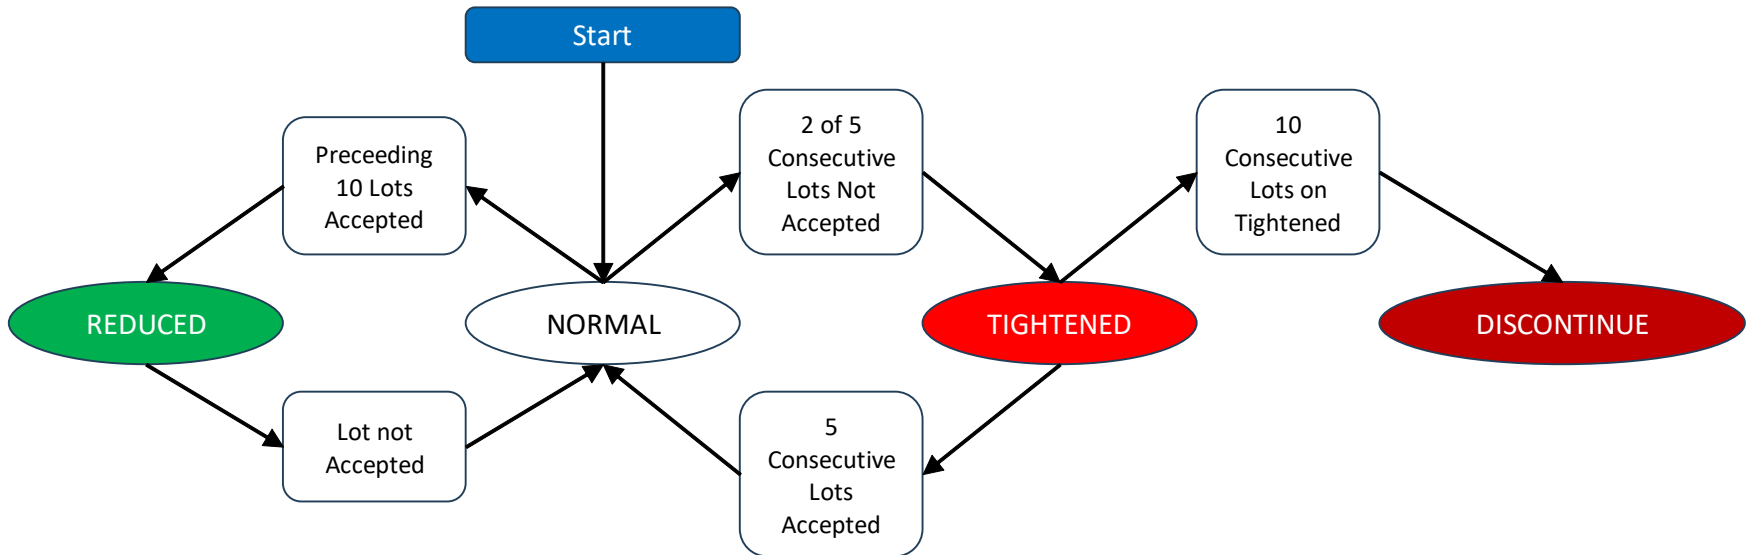 Start
Preceeding
10 Lots
Accepted
2 of 5
Consecutive
Lots Not
Accepted
10
Consecutive
Lots on
Tightened
REDUCED
NORMAL
TIGHTENED
DISCONTINUE
Lot not
Accepted
5
Consecutive
Lots
Accepted